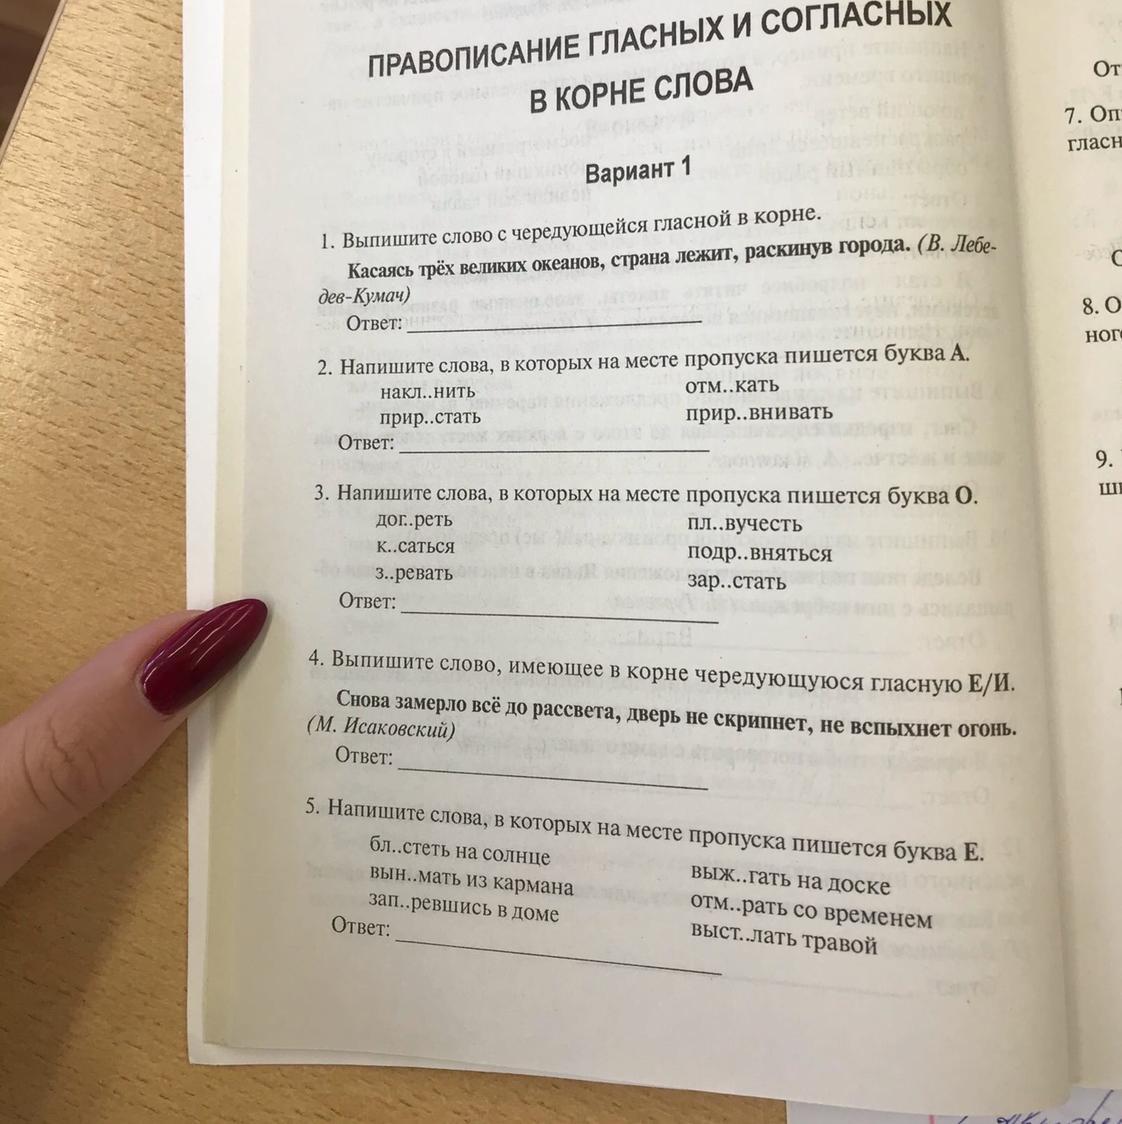 ПРАВОПИСАНИЕ ГЛАСНЫХ И СОГЛАСНЫХ
В КОРНЕ СЛОВА
Вариант 1
1. Выпишите слово с чередующейся гласной в корне.
Касаясь трёх великих океанов, страна лежит, раскинув города. (В. Лебе-
дев-Кумач)
Ответ:
2. Напишите слова, в которых на месте пропуска пишется буква А.
накл..нить отм..кать
прир..стать прир..внивать
Ответ:
3. Напишите слова, в которых на месте пропуска пишется буква О.
дог..реть пл..вучесть
к..саться подр..вняться
з..ревать зар..стать
Ответ:
4. Выпишите слово, имеющее в корне чередующуюся гласную Е/И.
Снова замерло всё до рассвета, дверь не скрипнет, не вспыхнет огонь.
(М. Исаковский)
Ответ:
5. Напишите слова, в которых на месте пропуска пишется буква Е.
бл..стеть на солнце выж..гать на доске
вын..мать из кармана отм..рать со временем
зап..ревшись в доме выст..лать травой
Ответ:
7.
8.
9.